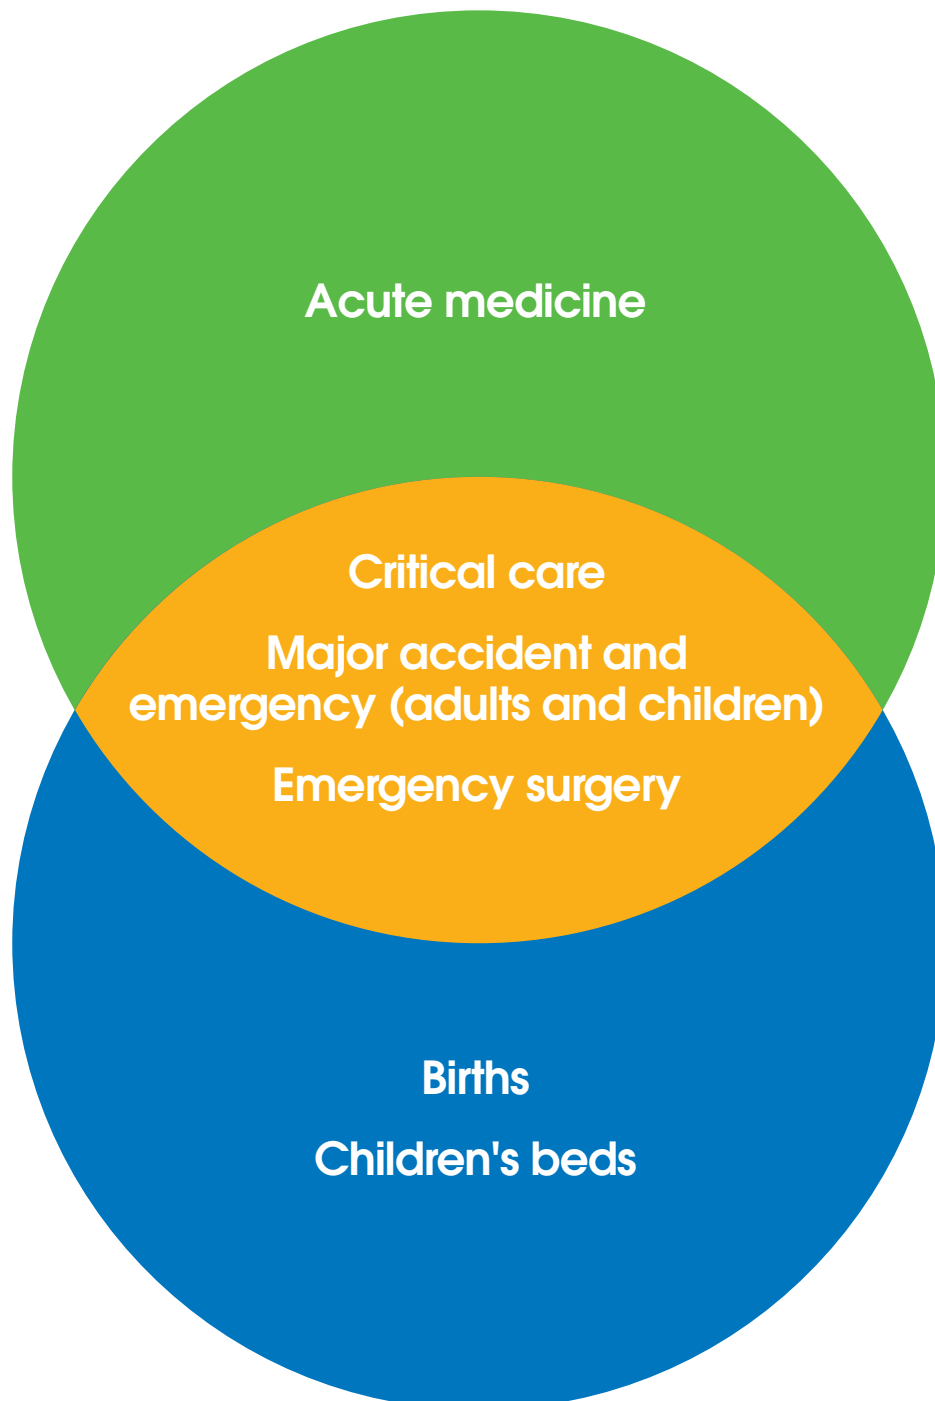 Acute medicine
Critical care
Major accident and
emergency (adults and children)
Emergency surgery
Births
Children's beds